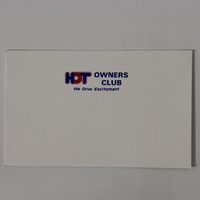 HDT OWNERS
CLUB
We Drive Excitement